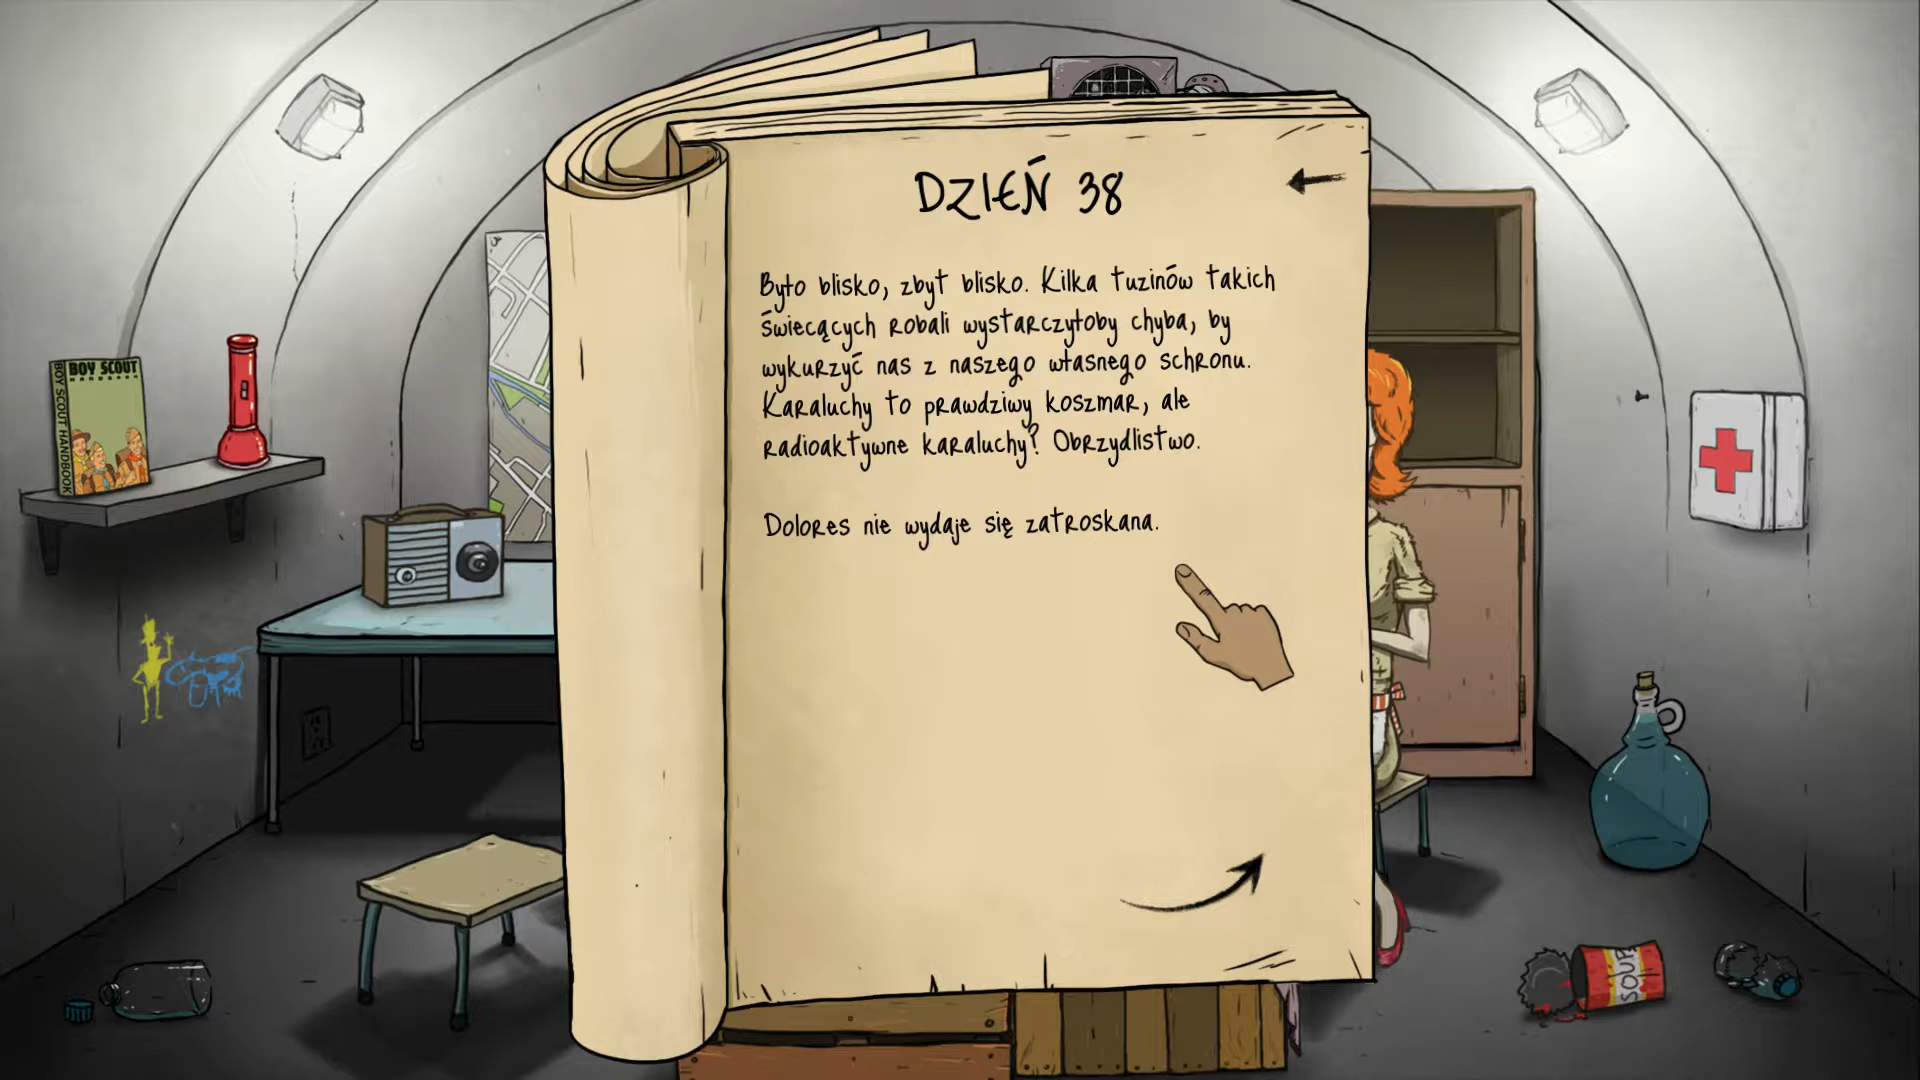 DZIEŃ 38
Było blisko, zbyt blisko. Kilka tuzinów takich
świecących robali wystarczyłoby chyba, by
wykurzyć nas z naszego własnego schronu.
Karaluchy to prawdziwy koszmar, ale
radioaktywne karaluchy? Obrzydlistwo.
Dolores nie wydaje się zatroskana.
BOY SCOUT
HANDBOOK
BOY SCOUT HANDBOOK
SOUP